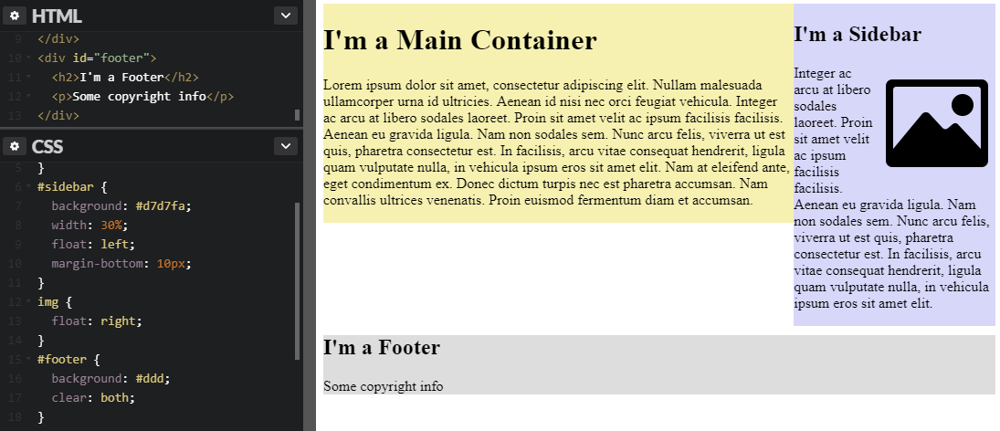 HTML
9 </div>
10 <div id="footer">
11 <h2>I'm a Footer</h2>
12 <p>Some copyright info</p>
13 </div>
CSS
5 }
6 #sidebar {
7 background: #d7d7fa;
8 width: 30%;
9 float: left;
10 margin-bottom: 10px;
11 }
12 img {
13 float: right;
14 }
15 #footer {
16 background: #ddd;
17 clear: both;
18 }
I'm a Main Container
Lorem ipsum dolor sit amet, consectetur adipiscing elit. Nullam malesuada
ullamcorper urna id ultricies. Aenean id nisi nec orci feugiat vehicula. Integer
ac arcu at libero sodales laoreet. Proin sit amet velit ac ipsum facilisis facilisis.
Aenean eu gravida ligula. Nam non sodales sem. Nunc arcu felis, viverra ut est
quis, pharetra consectetur est. In facilisis, arcu vitae consequat hendrerit, ligula
quam vulputate nulla, in vehicula ipsum eros sit amet elit. Nam at eleifend ante,
eget condimentum ex. Donec dictum turpis nec est pharetra accumsan. Nam
convallis ultrices venenatis. Proin euismod fermentum diam et accumsan.
I'm a Sidebar
Integer ac
arcu at libero
sodales
laoreet. Proin
sit amet velit
ac ipsum
facilisis
facilisis.
Aenean eu gravida ligula. Nam
non sodales sem. Nunc arcu felis,
viverra ut est quis, pharetra
consectetur est. In facilisis, arcu
vitae consequat hendrerit, ligula
quam vulputate nulla, in vehicula
ipsum eros sit amet elit.
I'm a Footer
Some copyright info